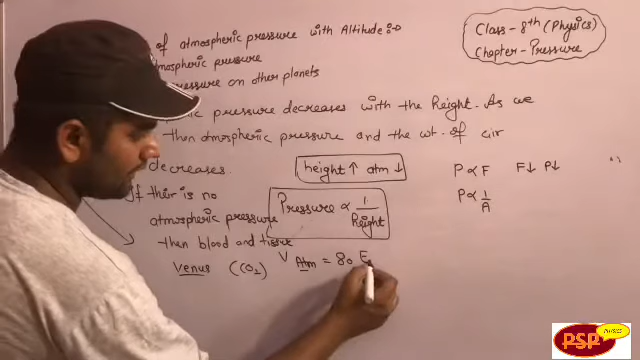 of atmospheric pressure with Altitude :-
Class - 8th (Physics)
Chapter - Pressure
atmospheric pressure
pressure on other planets
pressure decreases with the height. As we
then atmospheric pressure and the wt. of air
decreases.
height ↑ atm ↓
P ∝ F F↓ P↓
If their is no
atmospheric pressure
then blood and tissue
Pressure ∝ 1/Height
P ∝ 1/A
Venus (CO2)
V Atm = 80 E
PSP
PHYSICS